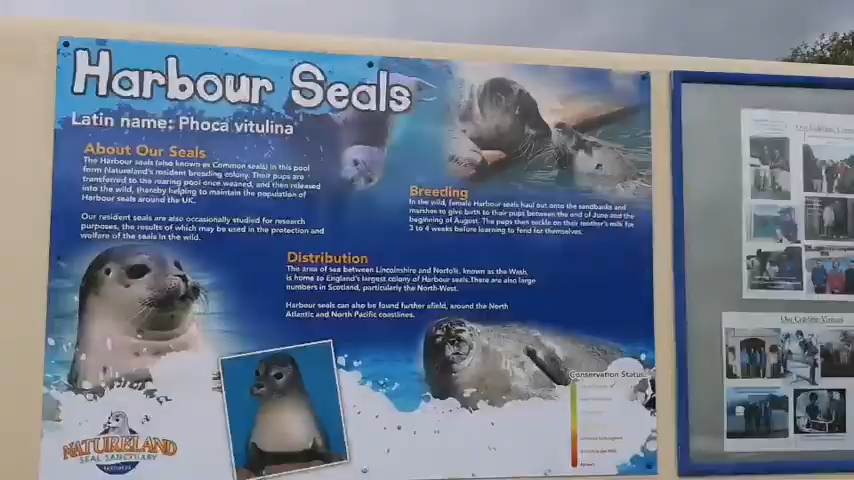 Harbour Seals
Latin name: Phoca vitulina
About Our Seals
The Harbour seals (also known as Common seals) in this pool
form Natureland's resident breeding colony. Their pups are
transferred to the rearing pool once weaned, and then released
into the wild, thereby helping to maintain the population of
Harbour seals around the UK.
Our resident seals are also occasionally studied for research
purposes, the results of which may be used in the protection and
welfare of the seals in the wild.
Breeding
In the wild, female Harbour seals haul out onto the sandbanks and
marshes to give birth to their pups between the end of June and the
beginning of August. The pups then suckle on their mother's milk for
3 to 4 weeks before learning to fend for themselves.
Distribution
The area of sea between Lincolnshire and Norfolk, known as the Wash,
is home to England's largest colony of Harbour seals. There are also large
numbers in Scotland, particularly the North-West.
Harbour seals can also be found further afield, around the North
Atlantic and North Pacific coastlines.
Conservation Status
NATURELAND
SEAL SANCTUARY